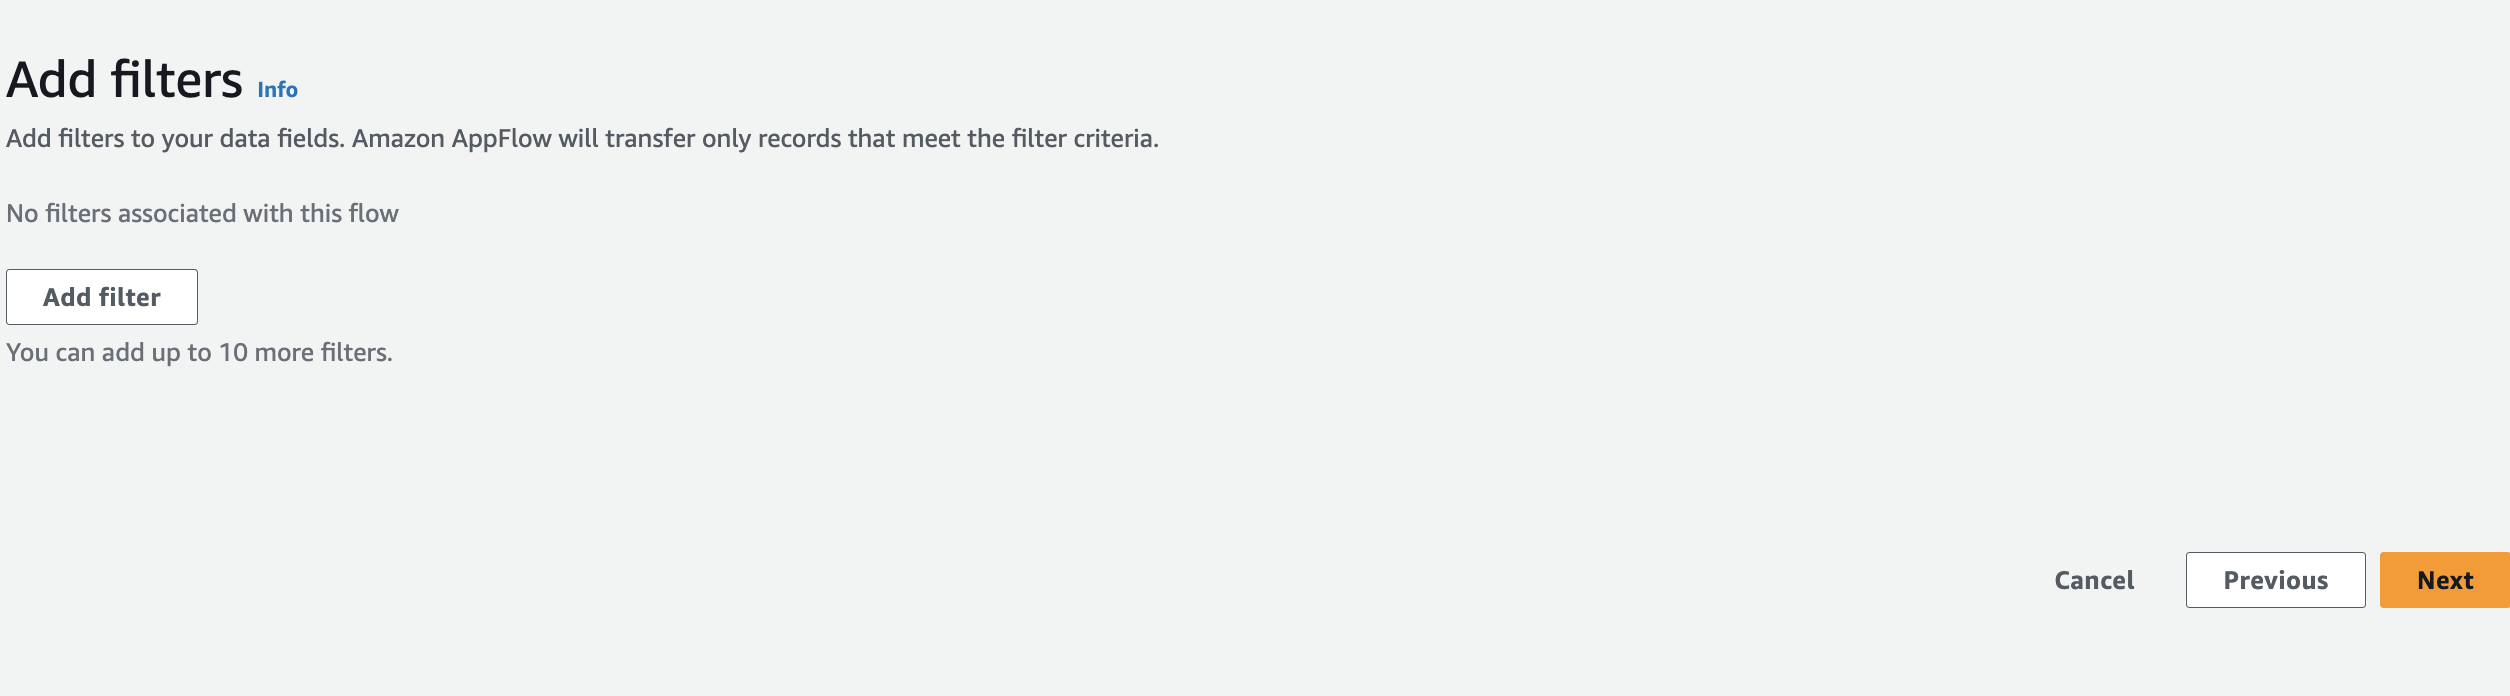 Add filters Info
Add filters to your data fields. Amazon AppFlow will transfer only records that meet the filter criteria.
No filters associated with this flow
Add filter
You can add up to 10 more filters.
Cancel Previous Next